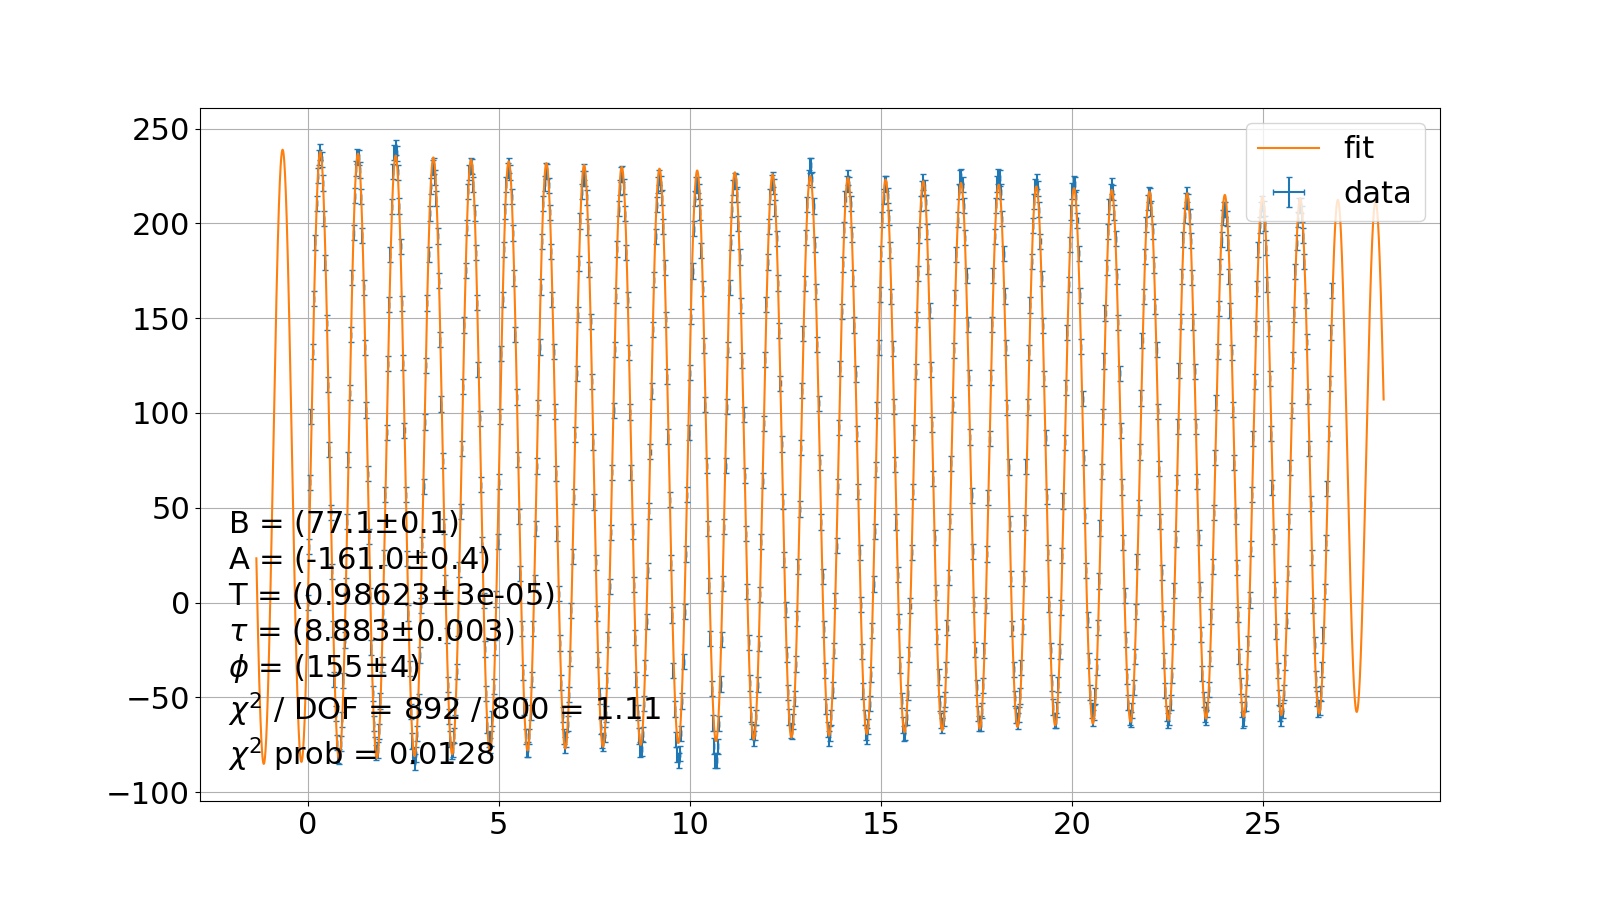 250
200
150
100
50
0
−50
−100
0 5 10 15 20 25
fit
data
B = (77.1±0.1)
A = (-161.0±0.4)
T = (0.98623±3e-05)
τ = (8.883±0.003)
ϕ = (155±4)
χ² / DOF = 892 / 800 = 1.11
χ² prob = 0.0128